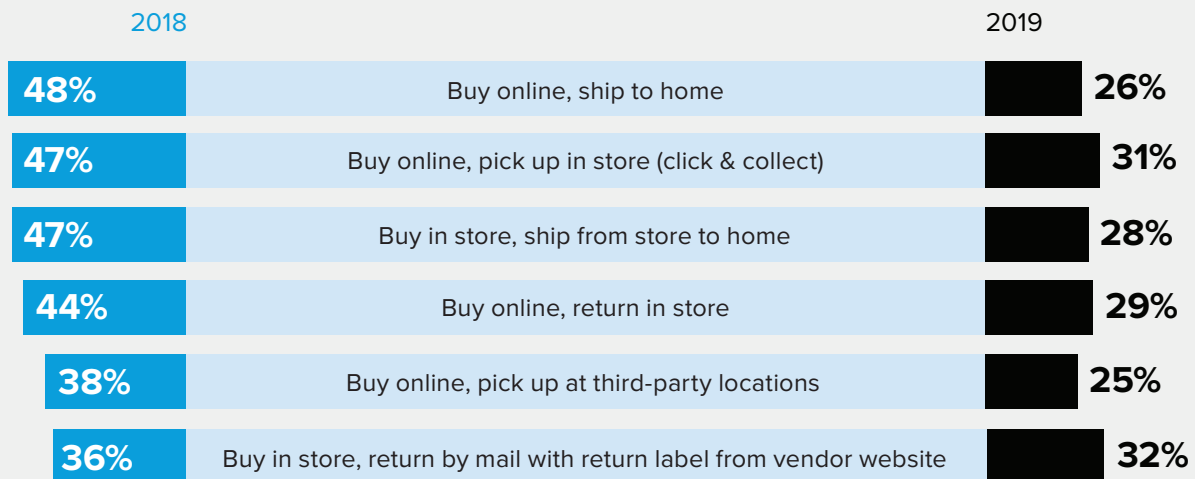 2018 2019
48% Buy online, ship to home 26%
47% Buy online, pick up in store (click & collect) 31%
47% Buy in store, ship from store to home 28%
44% Buy online, return in store 29%
38% Buy online, pick up at third-party locations 25%
36% Buy in store, return by mail with return label from vendor website 32%